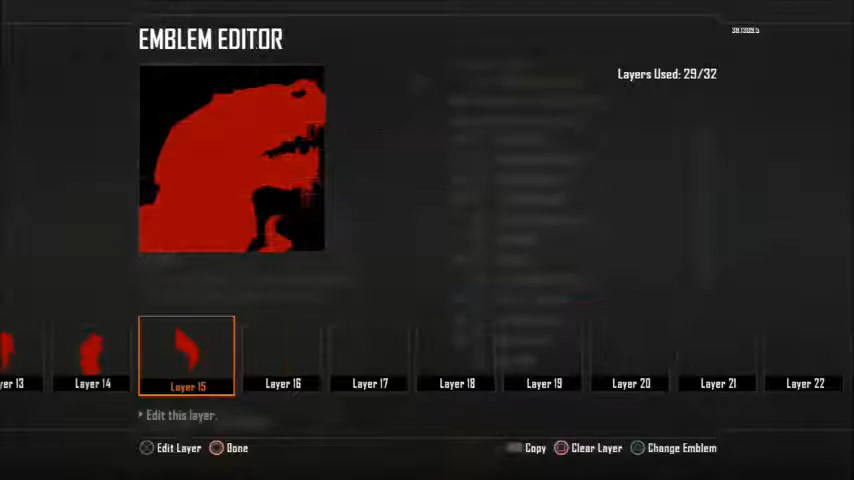 EMBLEM EDITOR
Layers Used: 29/32
yer 13
Layer 14
Layer 15
Layer 16
Layer 17
Layer 18
Layer 19
Layer 20
Layer 21
Layer 22
Edit this layer.
Edit Layer
Done
Copy
Clear Layer
Change Emblem